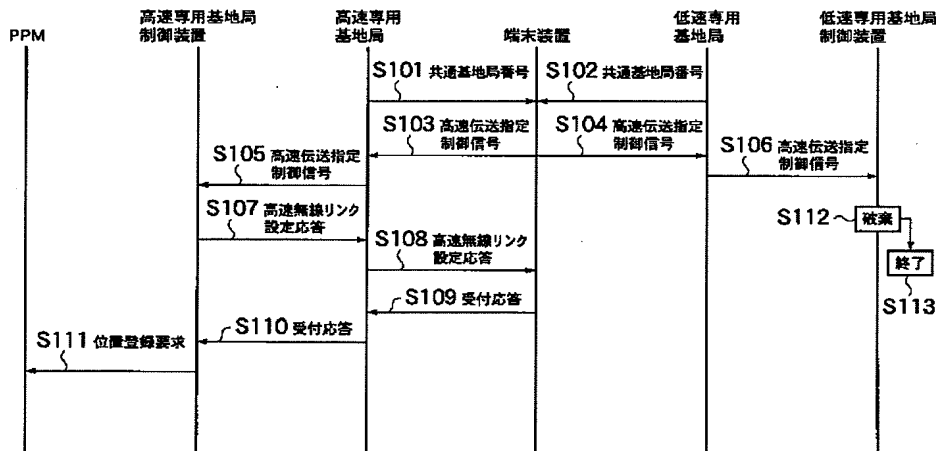 PPM
高速専用基地局
制御装置
高速専用
基地局
端末装置
低速専用
基地局
低速専用基地局
制御装置
S101 共通基地局番号
S102 共通基地局番号
S103 高速伝送指定
制御信号
S104 高速伝送指定
制御信号
S105 高速伝送指定
制御信号
S106 高速伝送指定
制御信号
S107 高速無線リンク
設定応答
S108 高速無線リンク
設定応答
S112
破棄
終了
S113
S109 受付応答
S110 受付応答
S111 位置登録要求